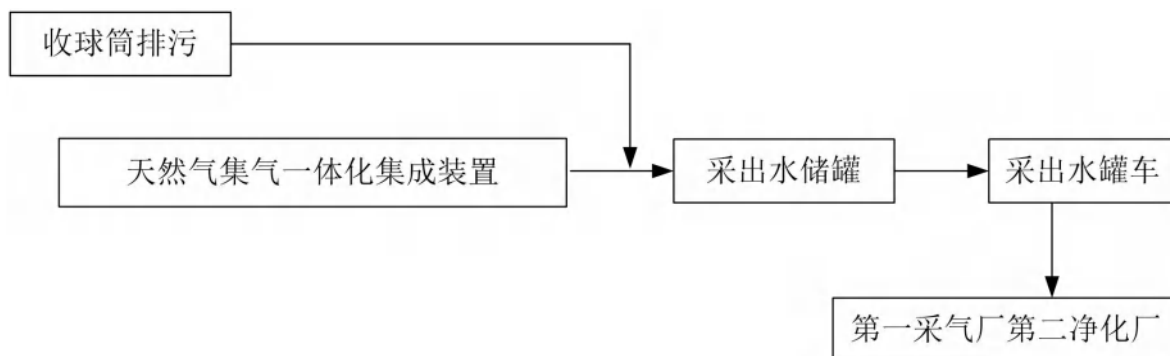 收球筒排污
天然气集气一体化集成装置
采出水储罐
采出水罐车
第一采气厂第二净化厂